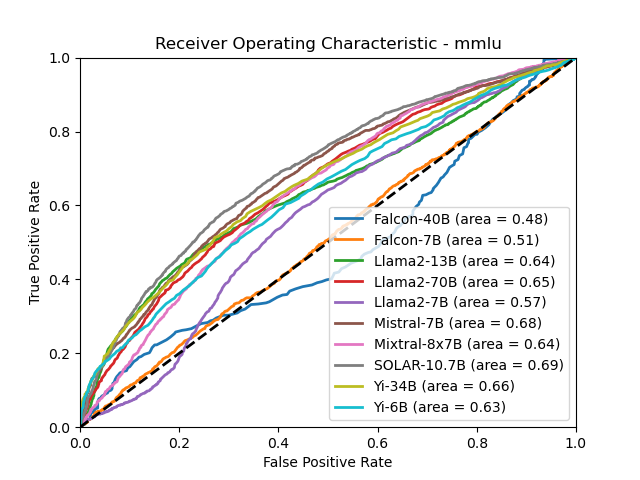 Receiver Operating Characteristic - mmlu
1.0
0.8
0.6
0.4
0.2
0.0
True Positive Rate
Falcon-40B (area = 0.48)
Falcon-7B (area = 0.51)
Llama2-13B (area = 0.64)
Llama2-70B (area = 0.65)
Llama2-7B (area = 0.57)
Mistral-7B (area = 0.68)
Mixtral-8x7B (area = 0.64)
SOLAR-10.7B (area = 0.69)
Yi-34B (area = 0.66)
Yi-6B (area = 0.63)
0.0 0.2 0.4 0.6 0.8 1.0
False Positive Rate